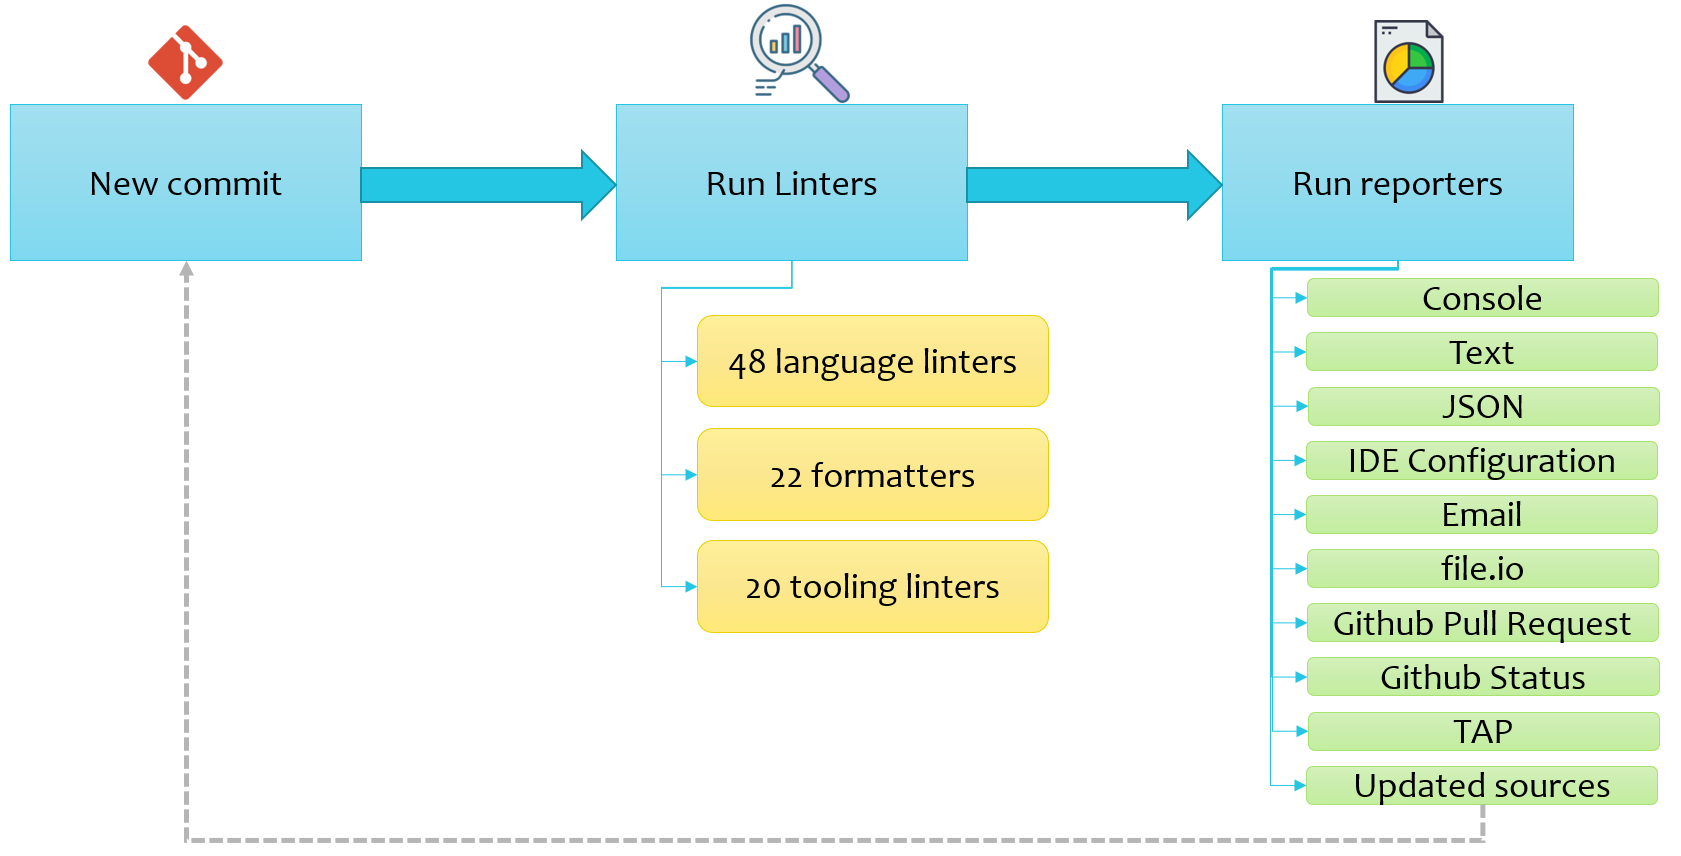 New commit
Run Linters
Run reporters
48 language linters
22 formatters
20 tooling linters
Console
Text
JSON
IDE Configuration
Email
file.io
Github Pull Request
Github Status
TAP
Updated sources